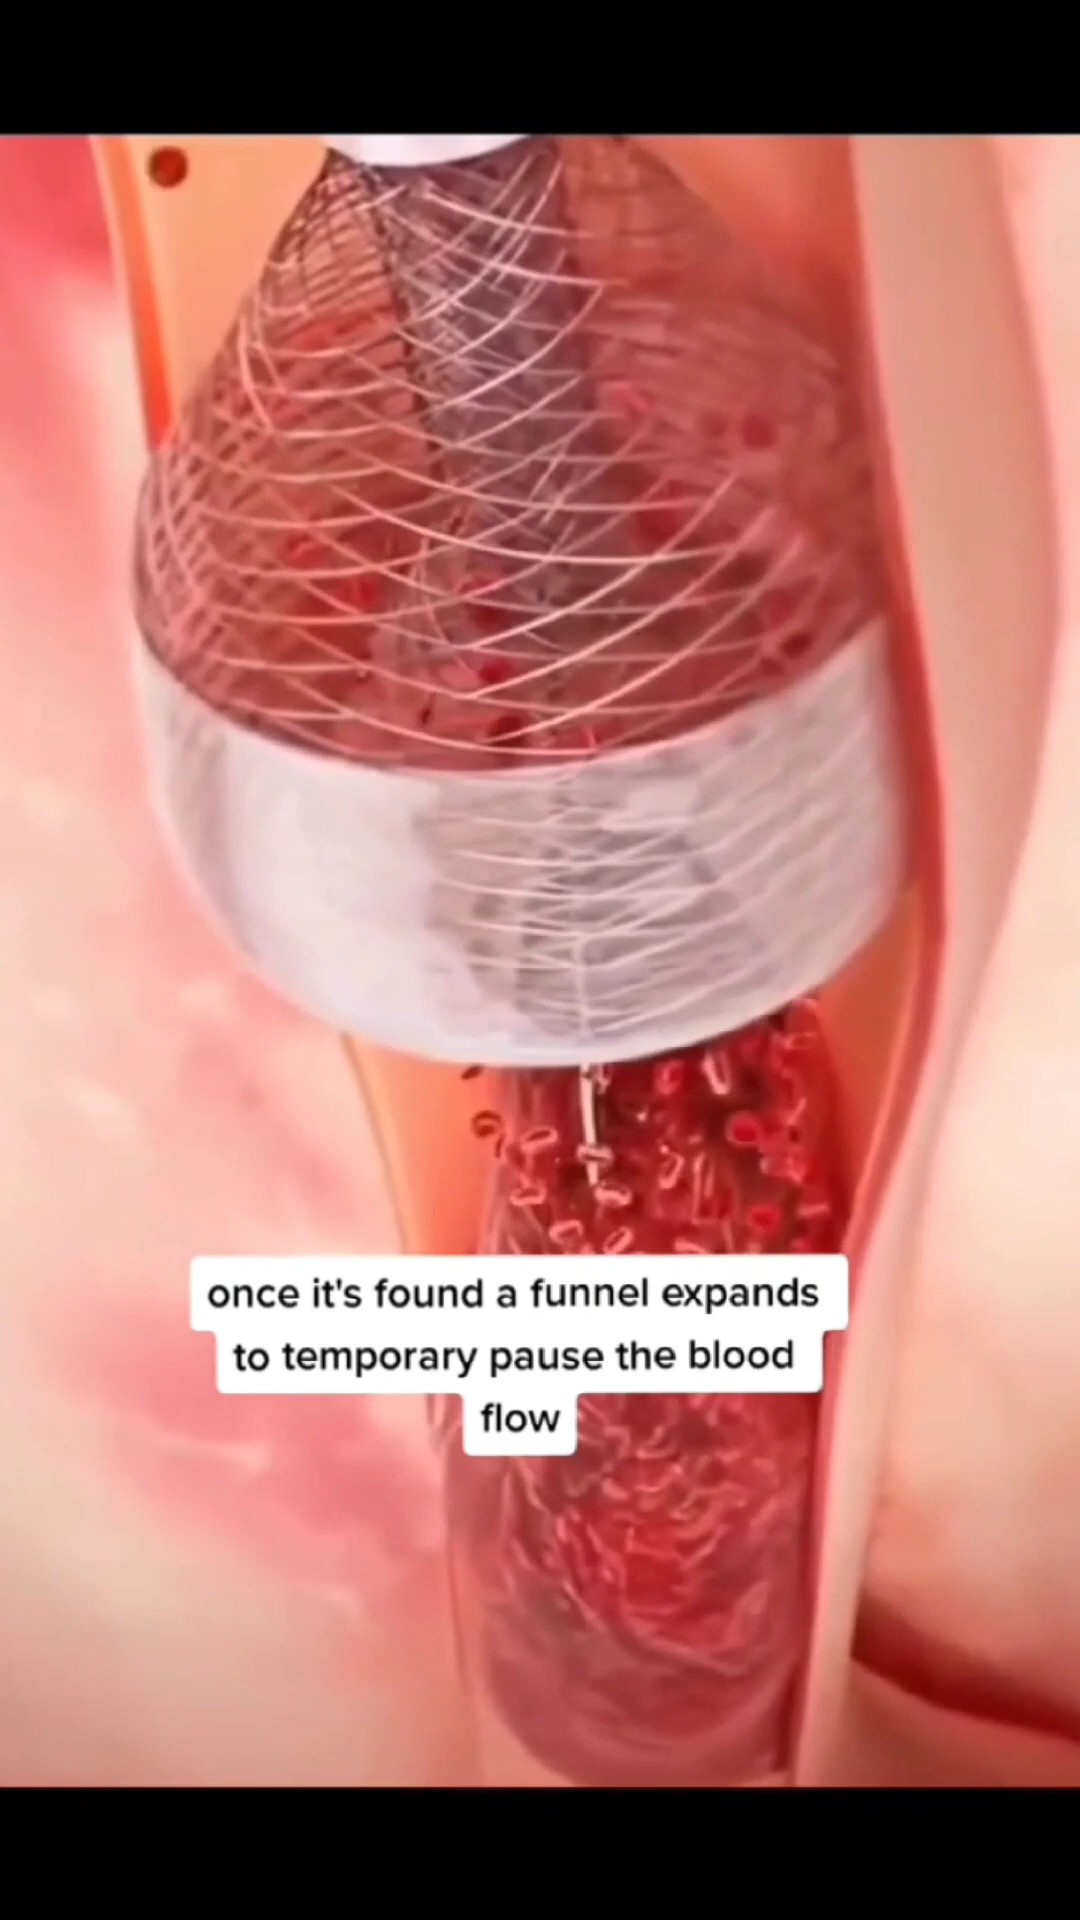 once it's found a funnel expands
to temporary pause the blood
flow